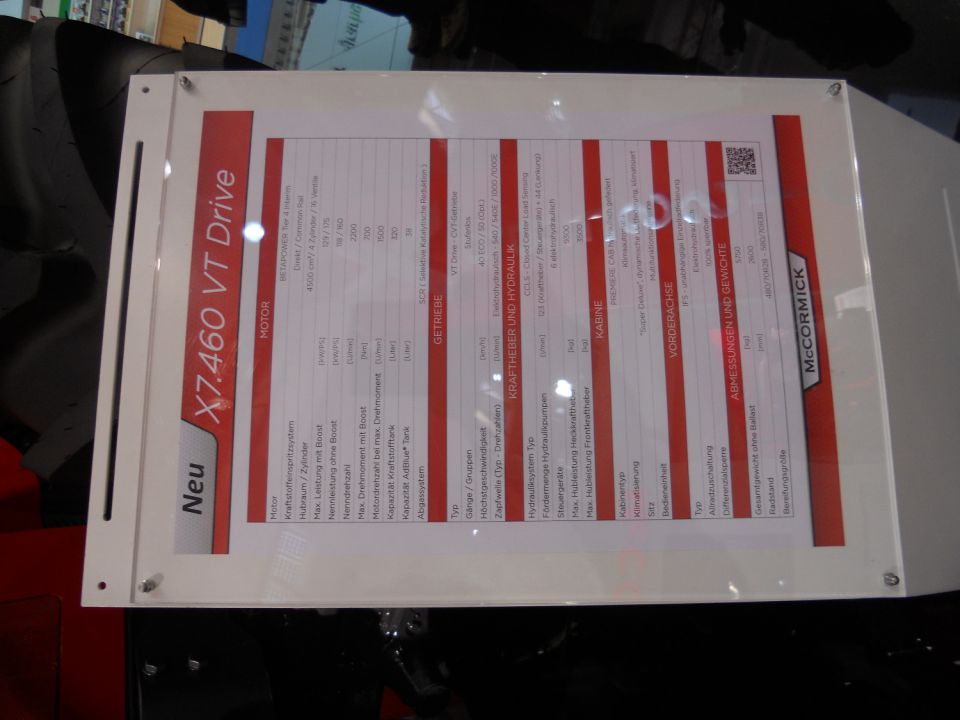 Neu
X7.460 VT Drive
MOTOR
Motor BETAPOWER Tier 4 Interim
Kraftstoffeinspritzsystem Direkt / Common Rail
Hubraum / Zylinder 4500 cm³/ 4 Zylinder / 16 Ventile
Max. Leistung mit Boost [kW/PS] 129 / 175
Nennleistung ohne Boost [kW/PS] 118 / 160
Nenndrehzahl [U/min] 2200
Max. Drehmoment mit Boost [Nm] 700
Motordrehzahl bei max. Drehmoment [U/min] 1500
Kapazität Kraftstofftank [Liter] 320
Kapazität AdBlue® Tank [Liter] 38
Abgassystem SCR ( Selective Katalytische Reduktion )
GETRIEBE
Typ VT Drive - CVT-Getriebe
Gänge / Gruppen Stufenlos
Höchstgeschwindigkeit [km/h] 40 ECO / 50 (Opt.)
Zapfwelle (Typ - Drehzahlen) [U/min] Elektrohydraulisch - 540 / 540E / 1000 /1000E
KRAFTHEBER UND HYDRAULIK
Hydrauliksystem Typ CCLS - Closed Center Load Sensing
Fördermenge Hydraulikpumpen [l/min] 123 (Kraftheber / Steuergeräte) + 44 (Lenkung)
Steuergeräte 6 elektrohydraulisch
Max. Hubleistung Heckkraftheber [kg] 9300
Max. Hubleistung Frontkraftheber [kg] 3500
KABINE
Kabinentyp PREMIERE CAB hydraulisch gefedert
Klimatisierung Klimaautomatik
Sitz "Super Deluxe", dynamische Luftfederung, klimatisiert
Bedieneinheit
VORDERACHSE
Typ IFS - unabhängige Einzelradfederung
Allradzuschaltung Elektrohydraulisch
Differenzialsperre 100% sperrbar
ABMESSUNGEN UND GEWICHTE
Gesamtgewicht ohne Ballast [kg] 5750
Radstand [mm] 2600
Bereifungsgröße 480/70R28 - 580/70R38
McCORMICK